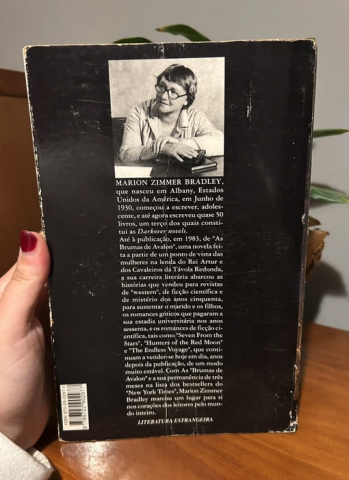 MARION ZIMMER BRADLEY,
que nasceu em Albany, Estados
Unidos da América, em Junho de
1930, começou a escrever, adoles-
cente, e até agora escreveu quase 50
livros, um terço dos quais consti-
tui as Darkover novels.
Até à publicação, em 1983, de "As
Brumas de Avalon", uma novela fei-
ta a partir de um ponto de vista das
mulheres na lenda do Rei Artur e
dos Cavaleiros da Távola Redonda,
a sua carreira literária abarcou as
histórias que vendeu para revistas
de "western", de ficção científica e
de mistério dos anos cinquenta,
para sustentar o marido e os filhos,
os romances góticos que pagaram a
sua estadia universitária nos anos
sessenta, e os romances de ficção ci-
entífica, tais como "Seven From the
Stars", "Hunters of the Red Moon"
e "The Endless Voyage", que conti-
nuam a vender-se hoje em dia, anos
depois da publicação, de um modo
muito estável. Com As "Brumas de
Avalon" e a sua permanência de três
meses na lista dos bestsellers do
"New York Times", Marion Zimmer
Bradley marcou um lugar para si
nos corações dos leitores pelo mun-
do inteiro.
LITERATURA ESTRANGEIRA